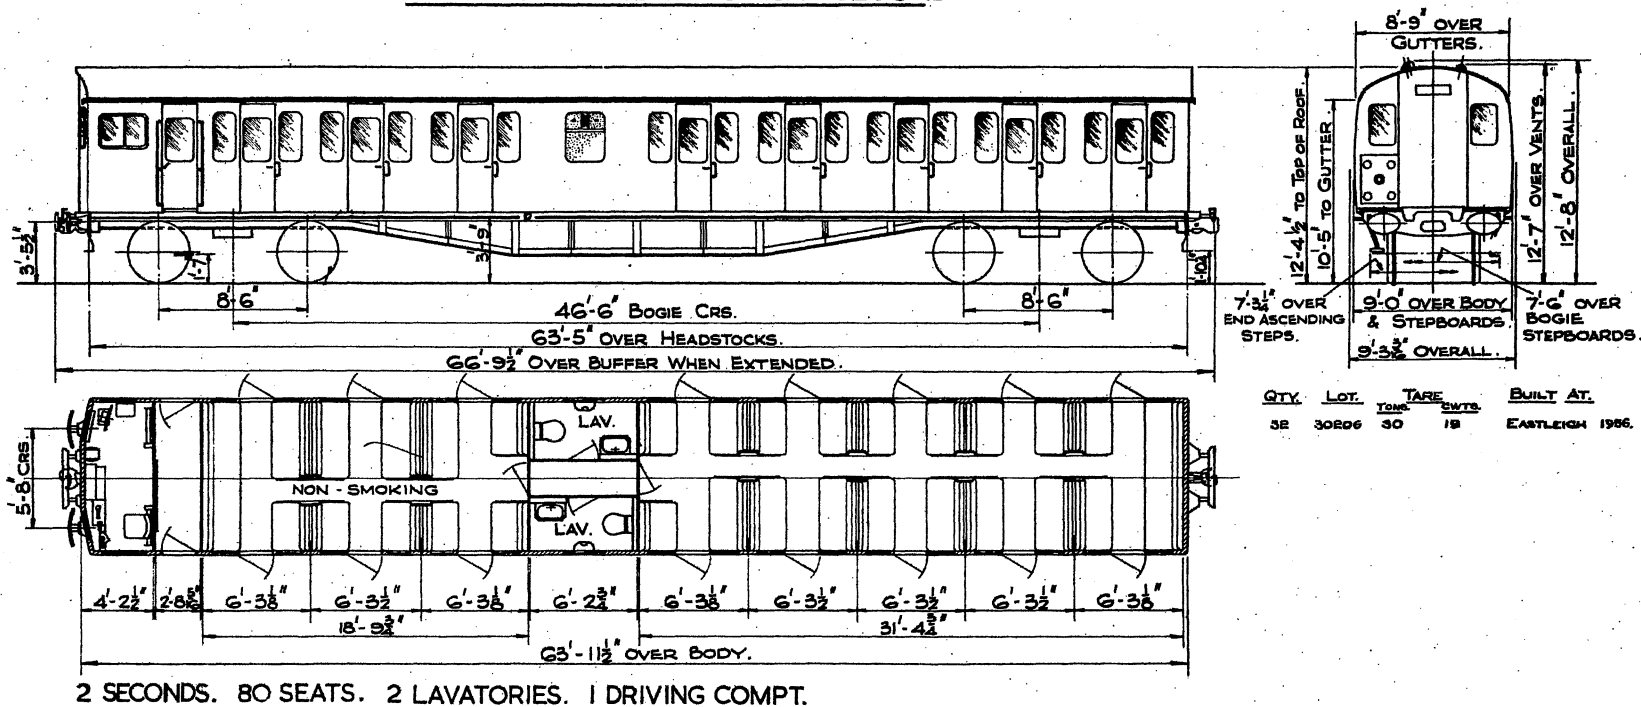 8'-9" OVER
GUTTERS.
3'-5½"
1'-7"
3'-9"
8'-6"
46'-6" BOGIE CRS.
8'-6"
63'-5" OVER HEADSTOCKS.
66'-9½" OVER BUFFER WHEN EXTENDED.
12'-4½" TO TOP OF ROOF.
10'-5" TO GUTTER.
12'-7" OVER VENTS.
12'-8" OVERALL.
7'-3¼" OVER
END ASCENDING
STEPS.
9'-0" OVER BODY
& STEPBOARDS.
9'-3 3/16" OVERALL.
7'-6" OVER
BOGIE
STEPBOARDS.
QTY. LOT. TARE BUILT AT.
TONS. CWTS.
32 30206 30 19 EASTLEIGH 1956.
5'-8" CRS.
LAV.
NON - SMOKING
LAV.
4'-2½" 2'-8 5/16" 6'-3⅛" 6'-3½" 6'-3⅛" 6'-2¾" 6'-3⅛" 6'-3½" 6'-3½" 6'-3½" 6'-3⅛"
18'-9¾" 31'-4¾"
63'-11½" OVER BODY.
2 SECONDS. 80 SEATS. 2 LAVATORIES. 1 DRIVING COMPT.